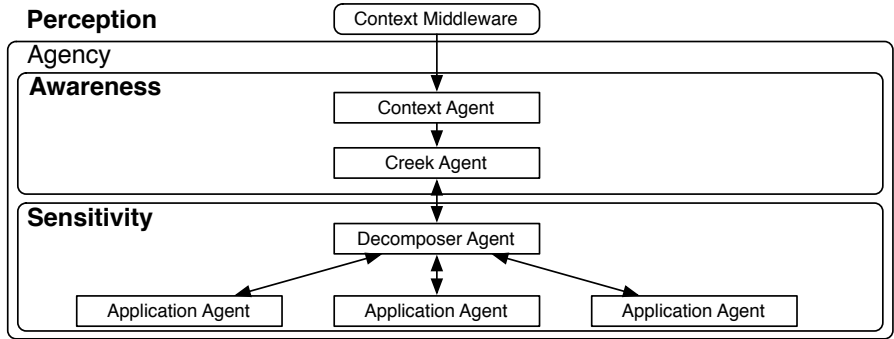 Perception
Context Middleware
Agency
Awareness
Context Agent
Creek Agent
Sensitivity
Decomposer Agent
Application Agent
Application Agent
Application Agent